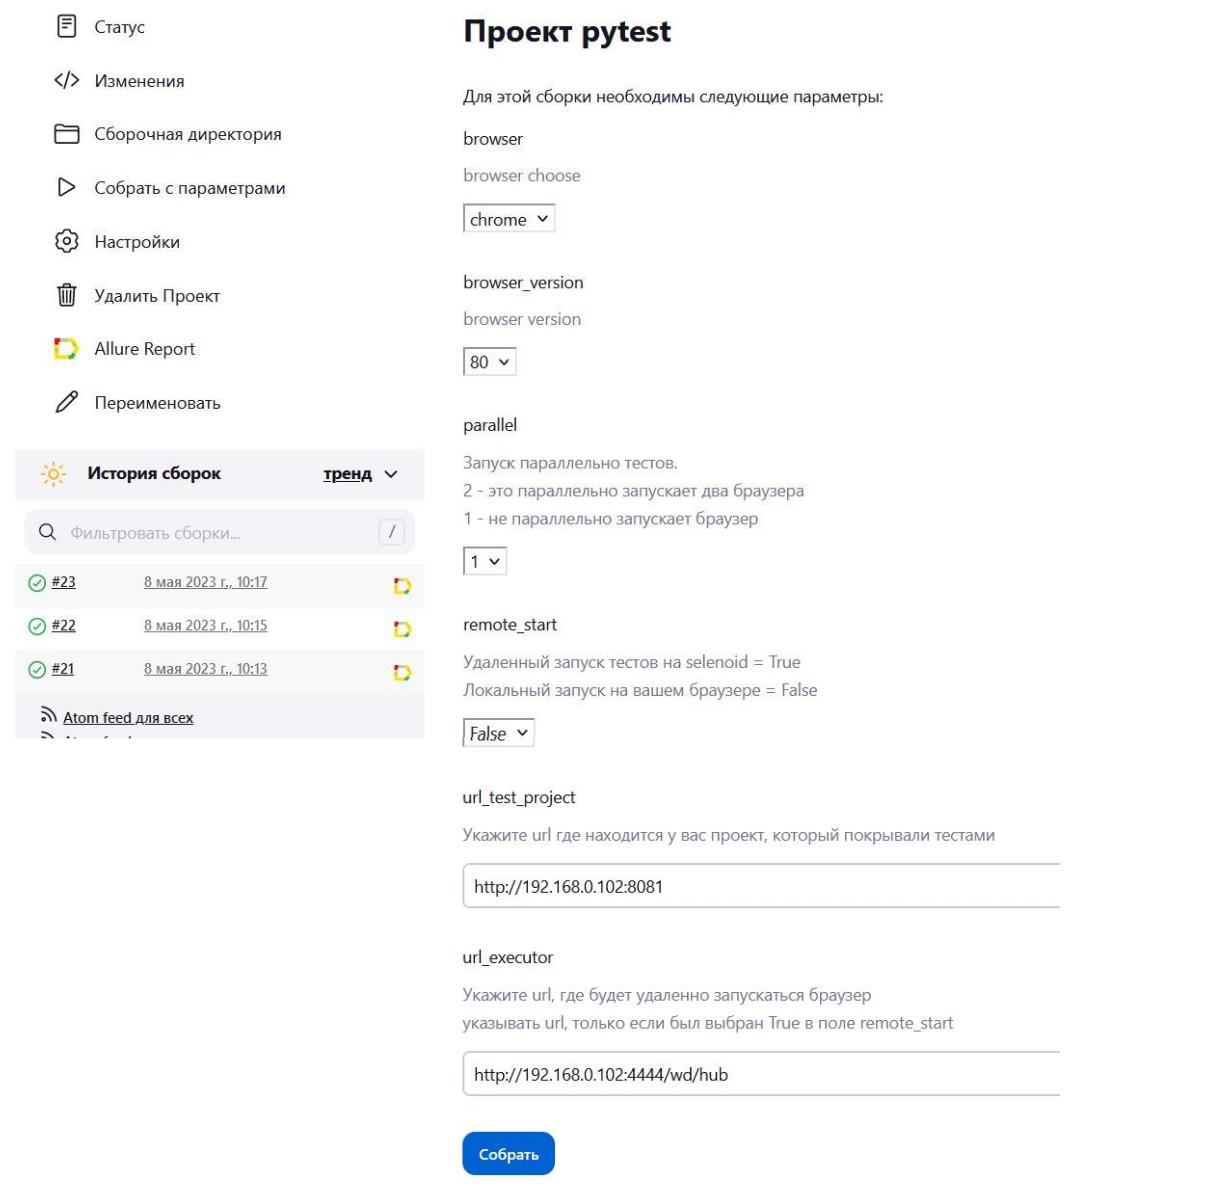 Статус
Изменения
Сборочная директория
Собрать с параметрами
Настройки
Удалить Проект
Allure Report
Переименовать
История сборок тренд
Фильтровать сборки... /
#23 8 мая 2023 г., 10:17
#22 8 мая 2023 г., 10:15
#21 8 мая 2023 г., 10:13
Atom feed для всех
Проект pytest
Для этой сборки необходимы следующие параметры:
browser
browser choose
chrome
browser_version
browser version
80
parallel
Запуск параллельно тестов.
2 - это параллельно запускает два браузера
1 - не параллельно запускает браузер
1
remote_start
Удаленный запуск тестов на selenoid = True
Локальный запуск на вашем браузере = False
False
url_test_project
Укажите url где находится у вас проект, который покрывали тестами
http://192.168.0.102:8081
url_executor
Укажите url, где будет удаленно запускаться браузер
указывать url, только если был выбран True в поле remote_start
http://192.168.0.102:4444/wd/hub
Собрать